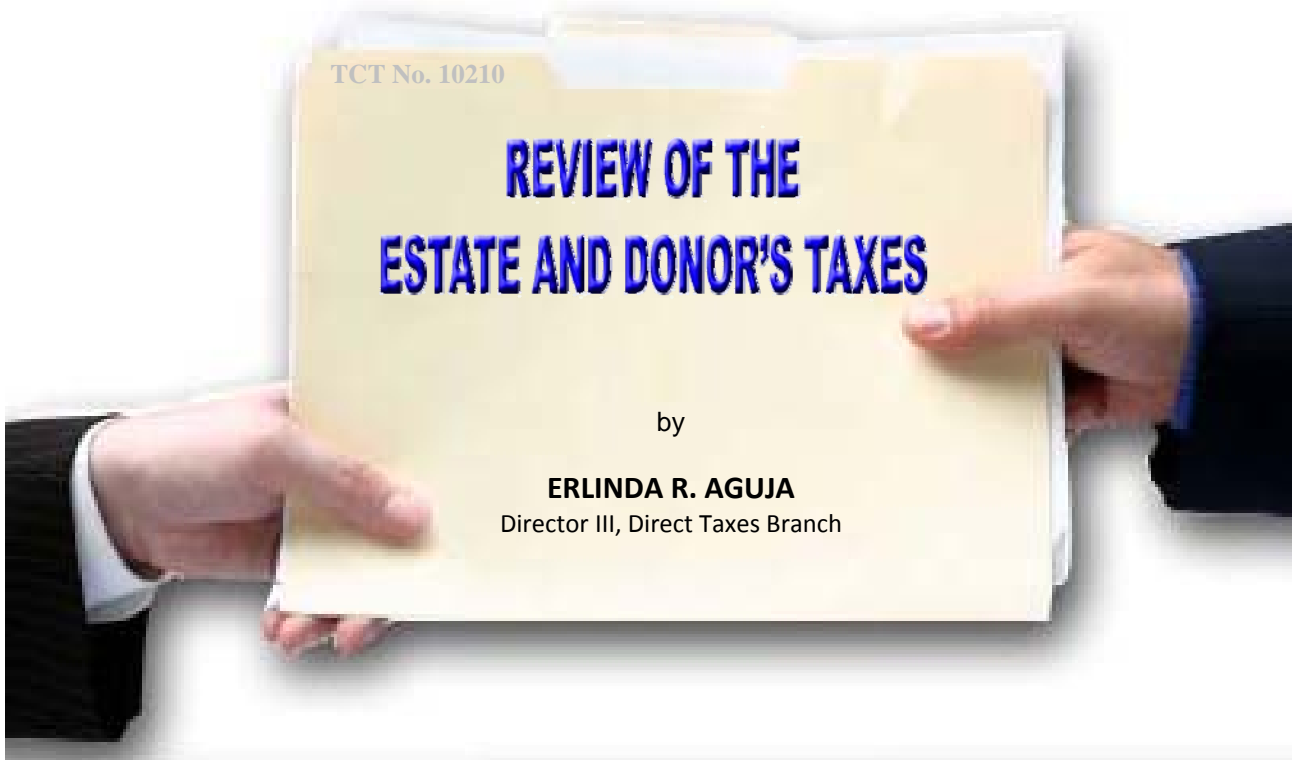 TCT No. 10210
REVIEW OF THE
ESTATE AND DONOR'S TAXES
by
ERLINDA R. AGUJA
Director III, Direct Taxes Branch